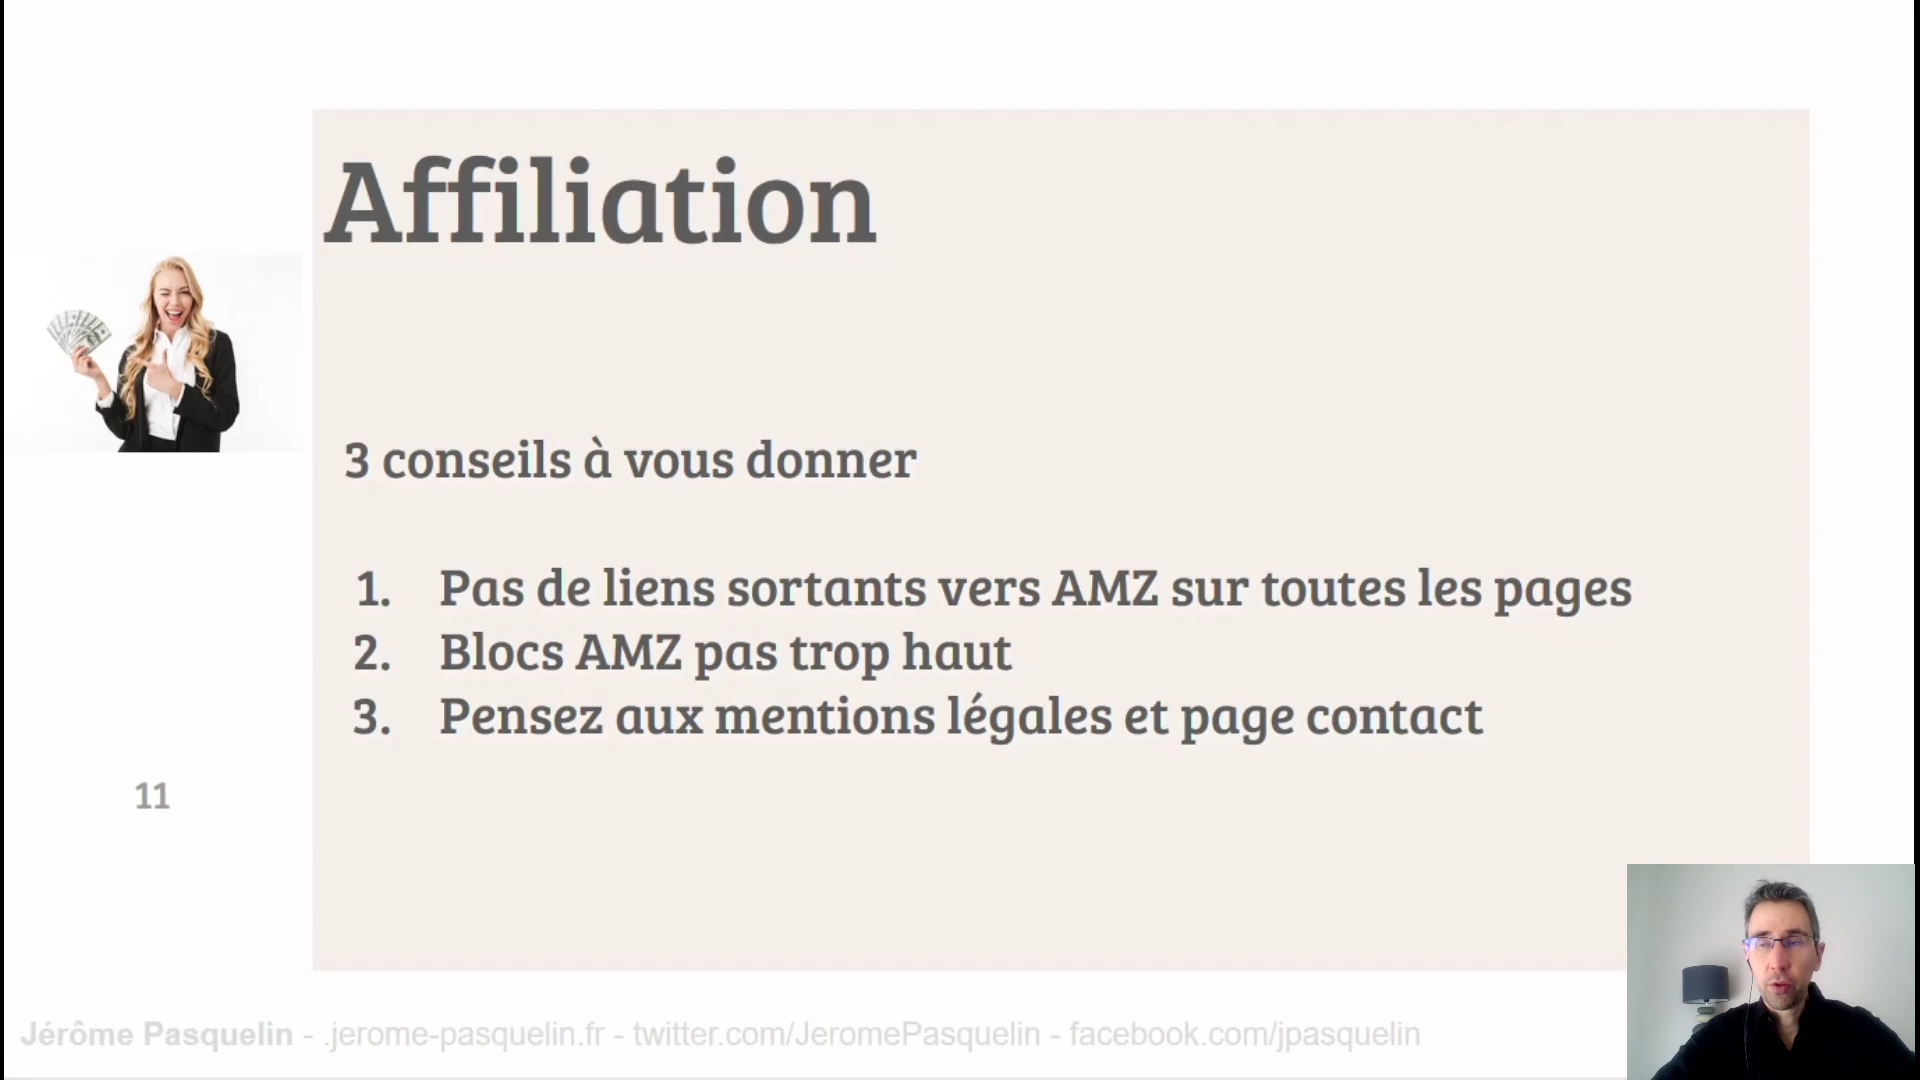 Affiliation
3 conseils à vous donner
1. Pas de liens sortants vers AMZ sur toutes les pages
2. Blocs AMZ pas trop haut
3. Pensez aux mentions légales et page contact
11
Jérôme Pasquelin - .jerome-pasquelin.fr - twitter.com/JeromePasquelin - facebook.com/jpasquelin